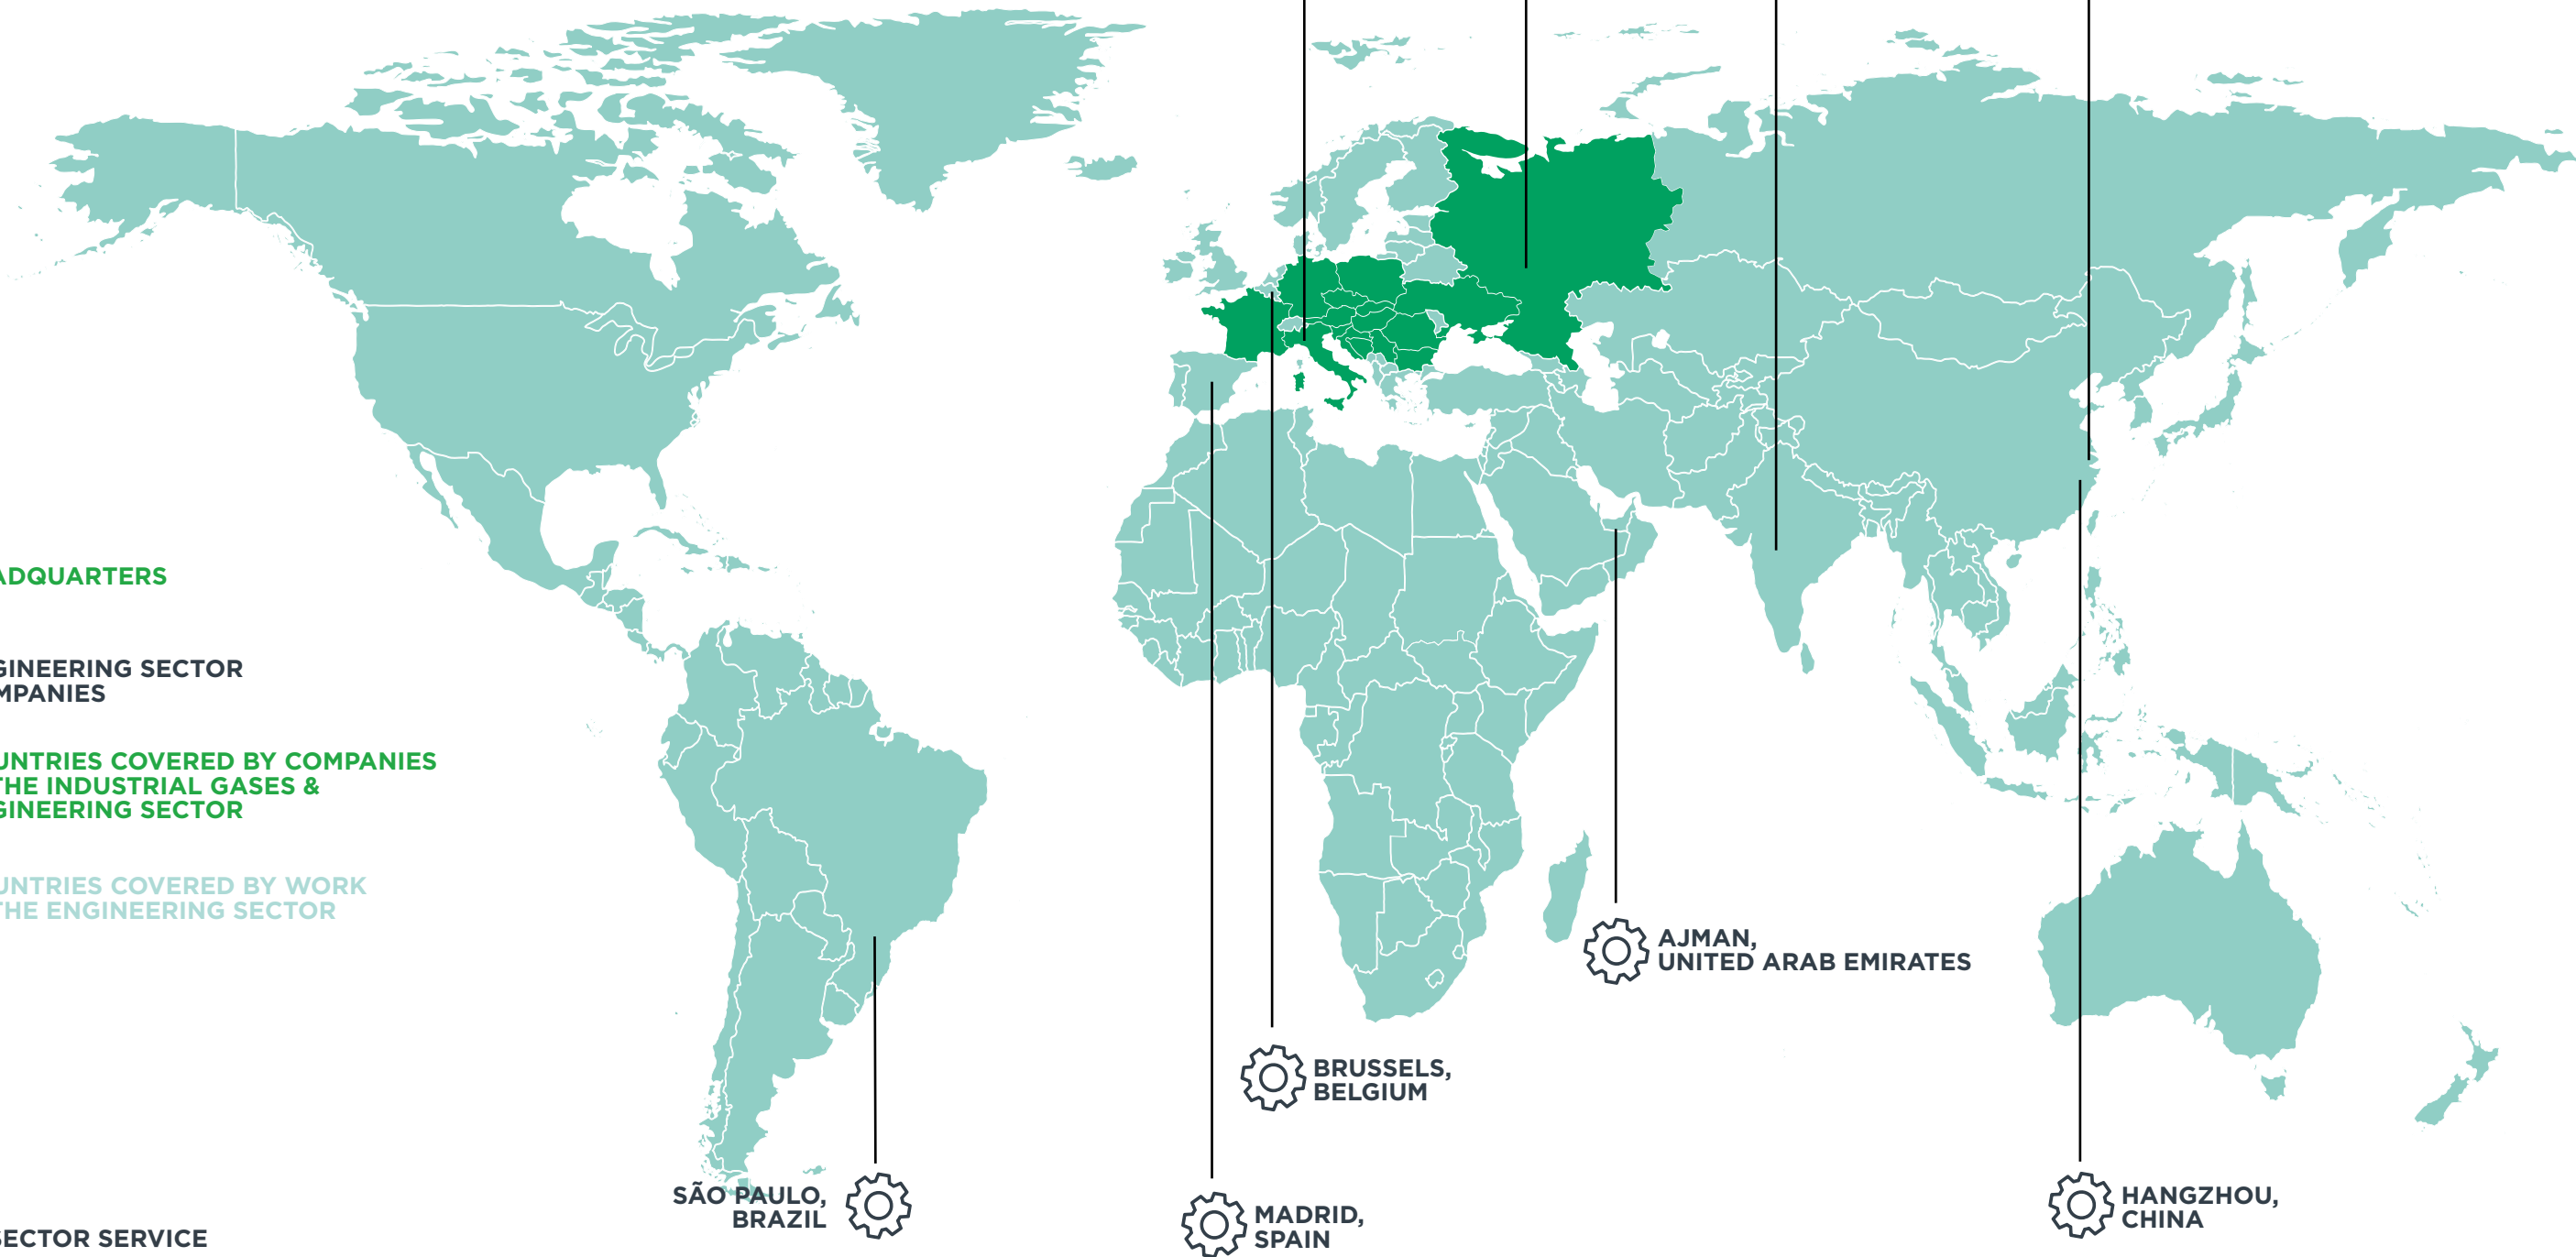 ADQUARTERS
GINEERING SECTOR
MPANIES
UNTRIES COVERED BY COMPANIES
THE INDUSTRIAL GASES &
GINEERING SECTOR
UNTRIES COVERED BY WORK
THE ENGINEERING SECTOR
AJMAN,
UNITED ARAB EMIRATES
BRUSSELS,
BELGIUM
SÃO PAULO,
BRAZIL
MADRID,
SPAIN
HANGZHOU,
CHINA
SECTOR SERVICE